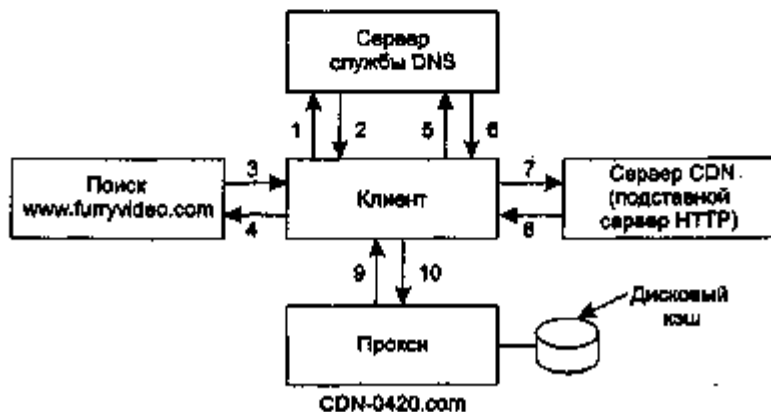 Сервер
службы DNS
1
2
5
6
Поиск
www.furryvideo.com
3
4
Клиент
7
8
Сервер CDN
(подставной
сервер HTTP)
9
10
Дисковый
кэш
Прокси
CDN-0420.com